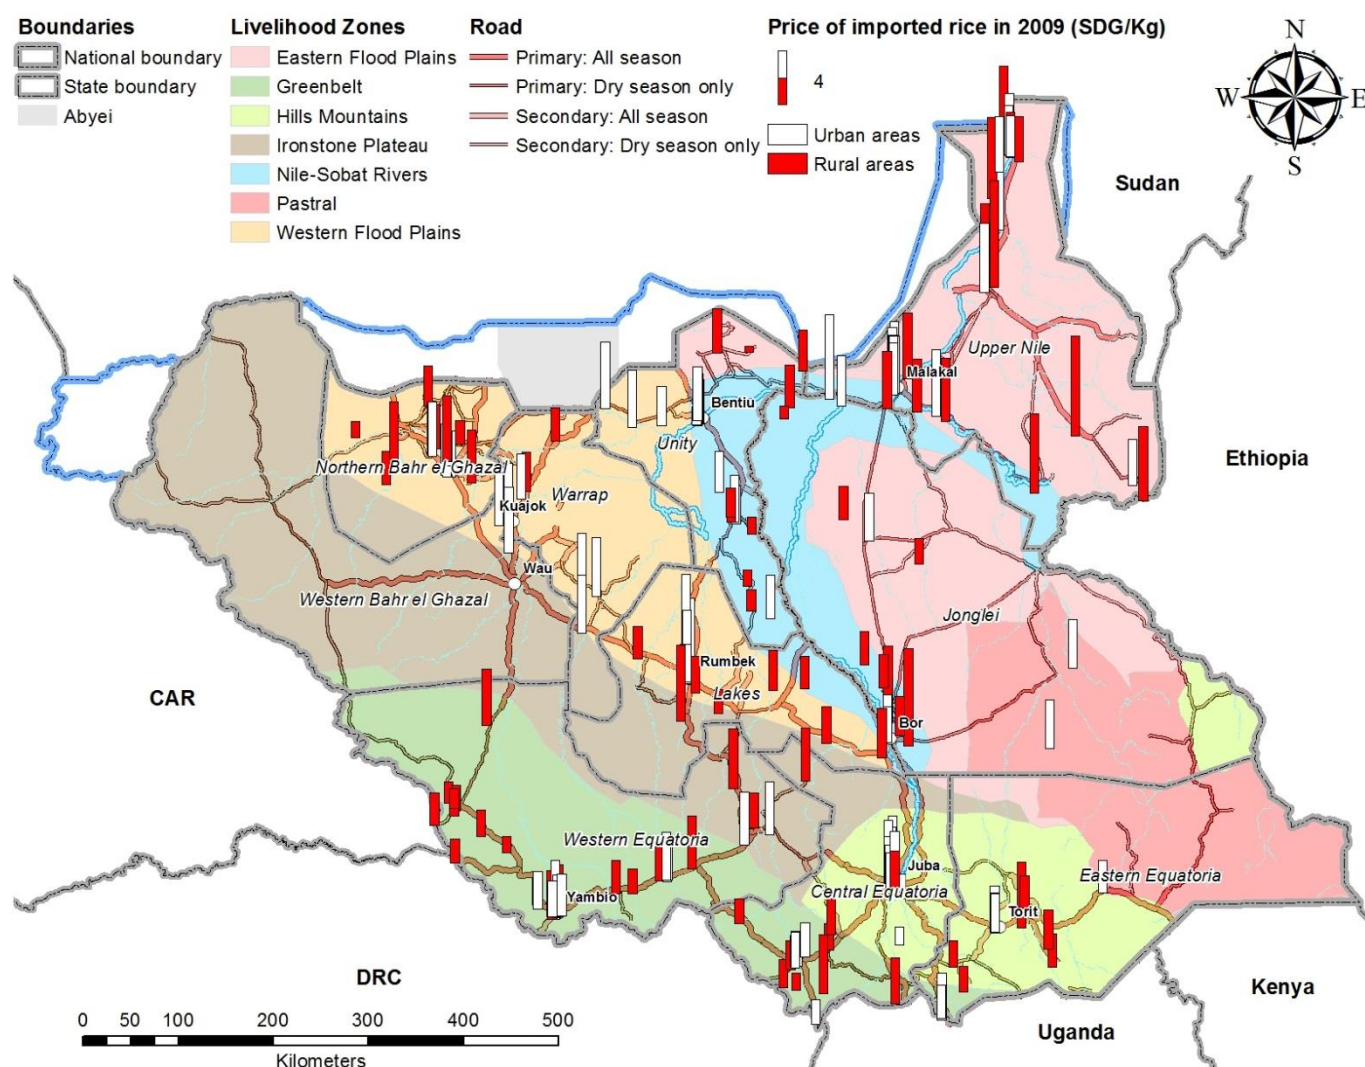 Boundaries
National boundary
State boundary
Abyei
Livelihood Zones
Eastern Flood Plains
Greenbelt
Hills Mountains
Ironstone Plateau
Nile-Sobat Rivers
Pastral
Western Flood Plains
Road
Primary: All season
Primary: Dry season only
Secondary: All season
Secondary: Dry season only
Price of imported rice in 2009 (SDG/Kg)
4
Urban areas
Rural areas
N
W E
S
Sudan
Upper Nile
Malakal
Bentiu
Unity
Ethiopia
Northern Bahr el Ghazal
Warrap
Kuajok
Wau
Western Bahr el Ghazal
Jonglei
Rumbek
Lakes
CAR
Bor
Western Equatoria
Juba
Central Equatoria
Eastern Equatoria
Yambio
Torit
DRC
Kenya
Uganda
0 50 100 200 300 400 500
Kilometers